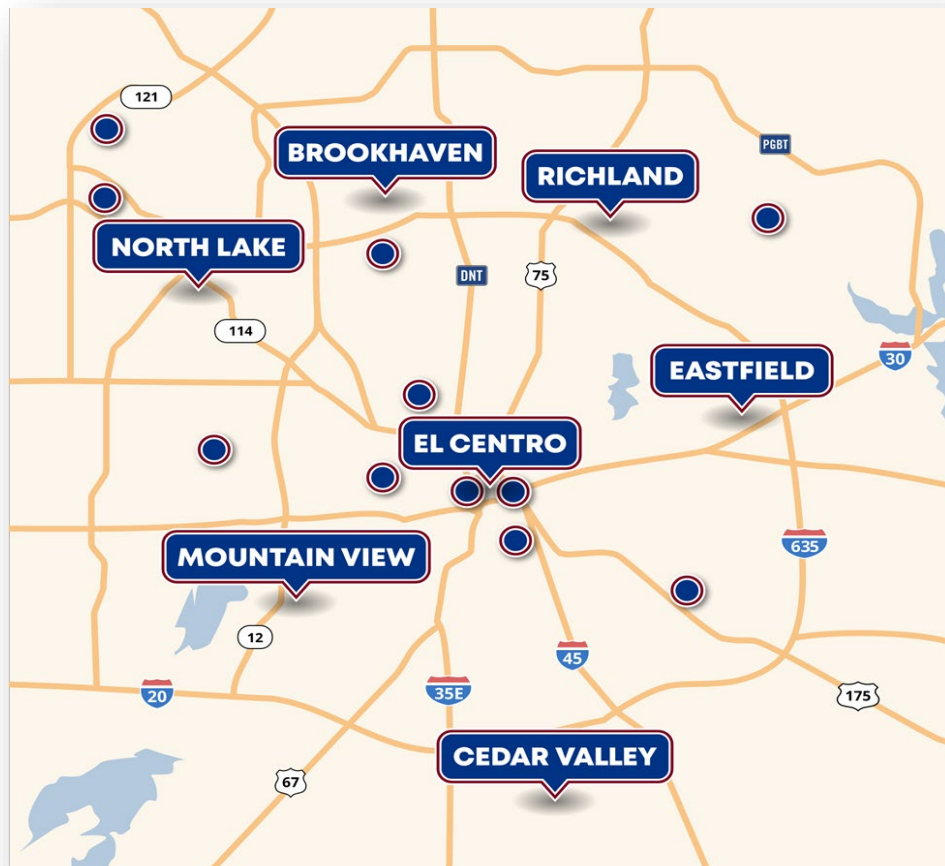 121
BROOKHAVEN
PGBT
RICHLAND
NORTH LAKE
DNT
75
114
30
EASTFIELD
EL CENTRO
635
MOUNTAIN VIEW
12
45
20
35E
175
CEDAR VALLEY
67